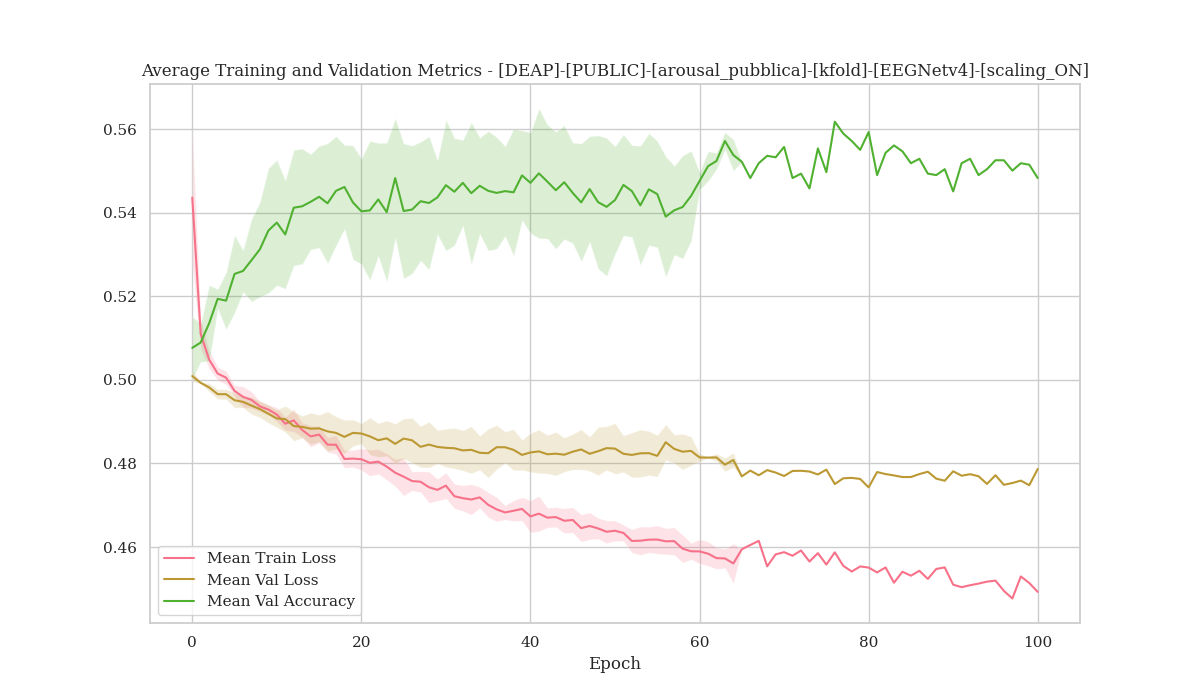 Average Training and Validation Metrics - [DEAP]-[PUBLIC]-[arousal_pubblica]-[kfold]-[EEGNetv4]-[scaling_ON]
0.56
0.54
0.52
0.50
0.48
0.46
Mean Train Loss
Mean Val Loss
Mean Val Accuracy
0 20 40 60 80 100
Epoch